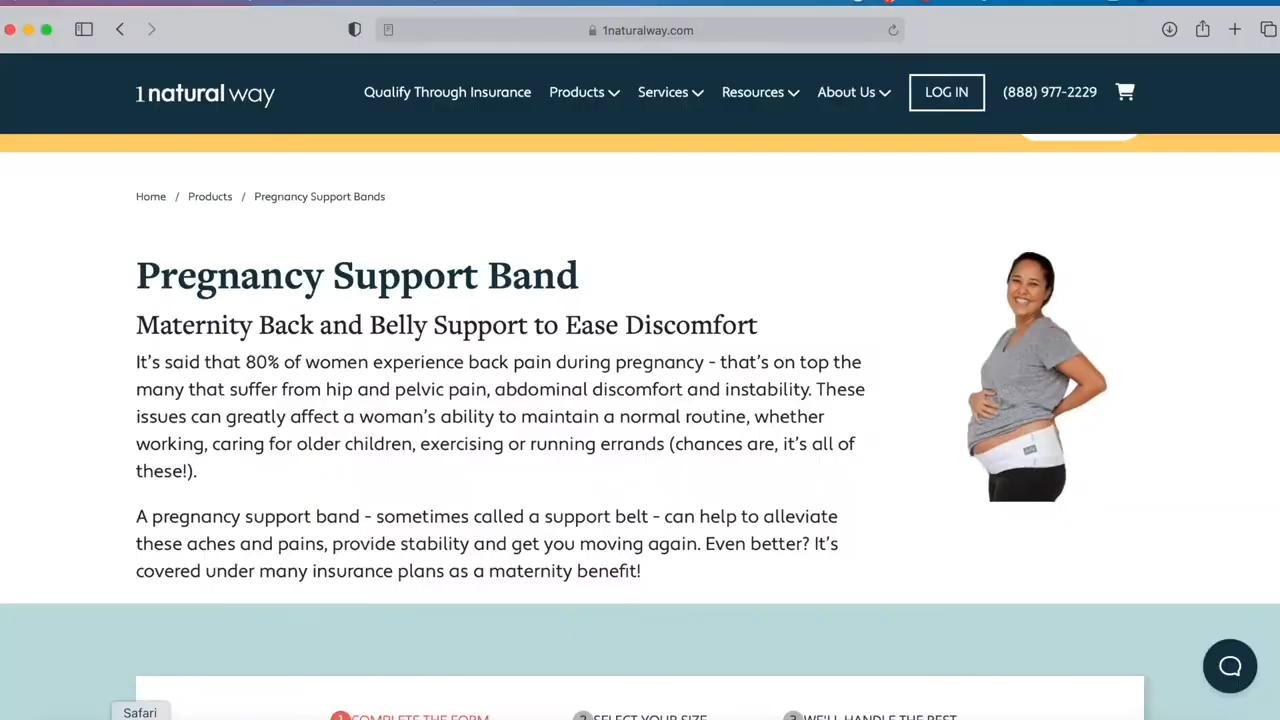 1naturalway.com
1 natural way
Qualify Through Insurance Products Services Resources About Us LOG IN (888) 977-2229
Home / Products / Pregnancy Support Bands
Pregnancy Support Band
Maternity Back and Belly Support to Ease Discomfort
It’s said that 80% of women experience back pain during pregnancy - that’s on top the
many that suffer from hip and pelvic pain, abdominal discomfort and instability. These
issues can greatly affect a woman’s ability to maintain a normal routine, whether
working, caring for older children, exercising or running errands (chances are, it’s all of
these!).
A pregnancy support band - sometimes called a support belt - can help to alleviate
these aches and pains, provide stability and get you moving again. Even better? It’s
covered under many insurance plans as a maternity benefit!
1 COMPLETE THE FORM 2 SELECT YOUR SIZE 3 WE'LL HANDLE THE REST
Safari